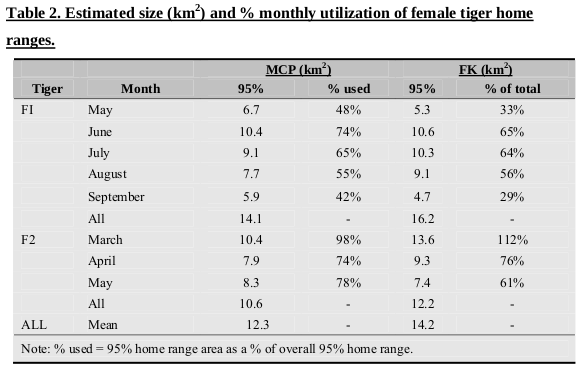 Table 2. Estimated size (km2) and % monthly utilization of female tiger home
ranges.
MCP (km2) FK (km2)
Tiger Month 95% % used 95% % of total
FI May 6.7 48% 5.3 33%
June 10.4 74% 10.6 65%
July 9.1 65% 10.3 64%
August 7.7 55% 9.1 56%
September 5.9 42% 4.7 29%
All 14.1 - 16.2 -
F2 March 10.4 98% 13.6 112%
April 7.9 74% 9.3 76%
May 8.3 78% 7.4 61%
All 10.6 - 12.2 -
ALL Mean 12.3 - 14.2 -
Note: % used = 95% home range area as a % of overall 95% home range.